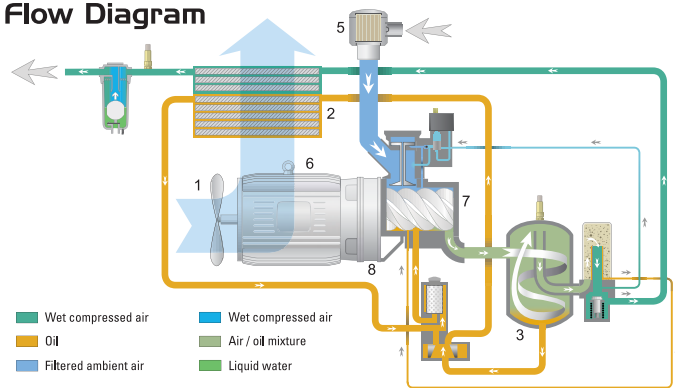 Flow Diagram
5
2
1
6
7
8
3
Wet compressed air
Wet compressed air
Oil
Air / oil mixture
Filtered ambient air
Liquid water